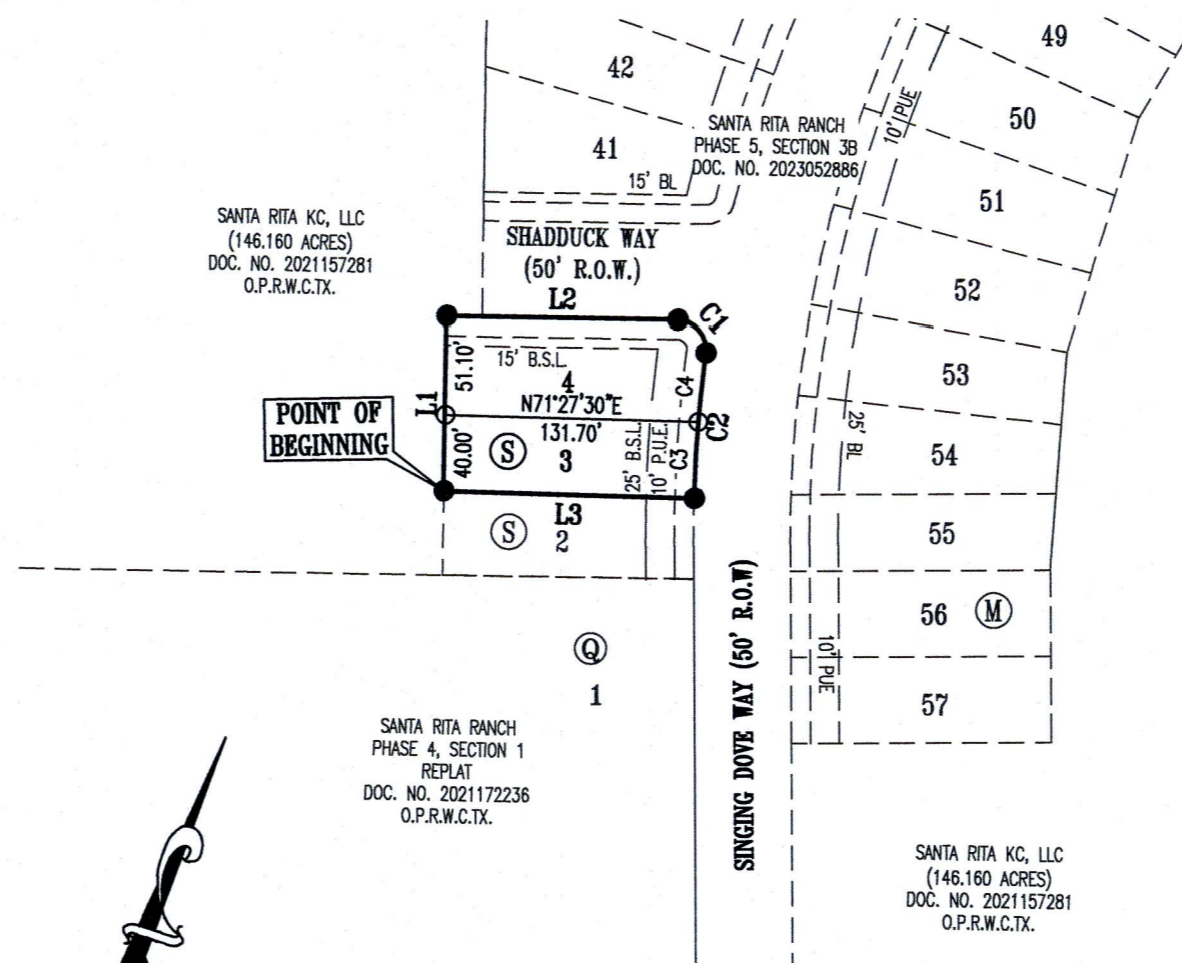 49
42
50
10' PUE
SANTA RITA RANCH
PHASE 5, SECTION 3B
DOC. NO. 2023052886
41
15' BL
51
SANTA RITA KC, LLC
(146.160 ACRES)
DOC. NO. 2021157281
O.P.R.W.C.TX.
SHADDUCK WAY
(50' R.O.W.)
52
L2
C1
53
15' B.S.L.
4
51.10'
C4
N71°27'30"E
L1
C2
POINT OF
BEGINNING
131.70'
40.00'
S
3
25' B.S.L.
10' P.U.E.
C3
25' BL
54
L3
S
2
55
56
M
SINGING DOVE WAY (50' R.O.W)
10' PUE
57
Q
1
SANTA RITA RANCH
PHASE 4, SECTION 1
REPLAT
DOC. NO. 2021172236
O.P.R.W.C.TX.
SANTA RITA KC, LLC
(146.160 ACRES)
DOC. NO. 2021157281
O.P.R.W.C.TX.